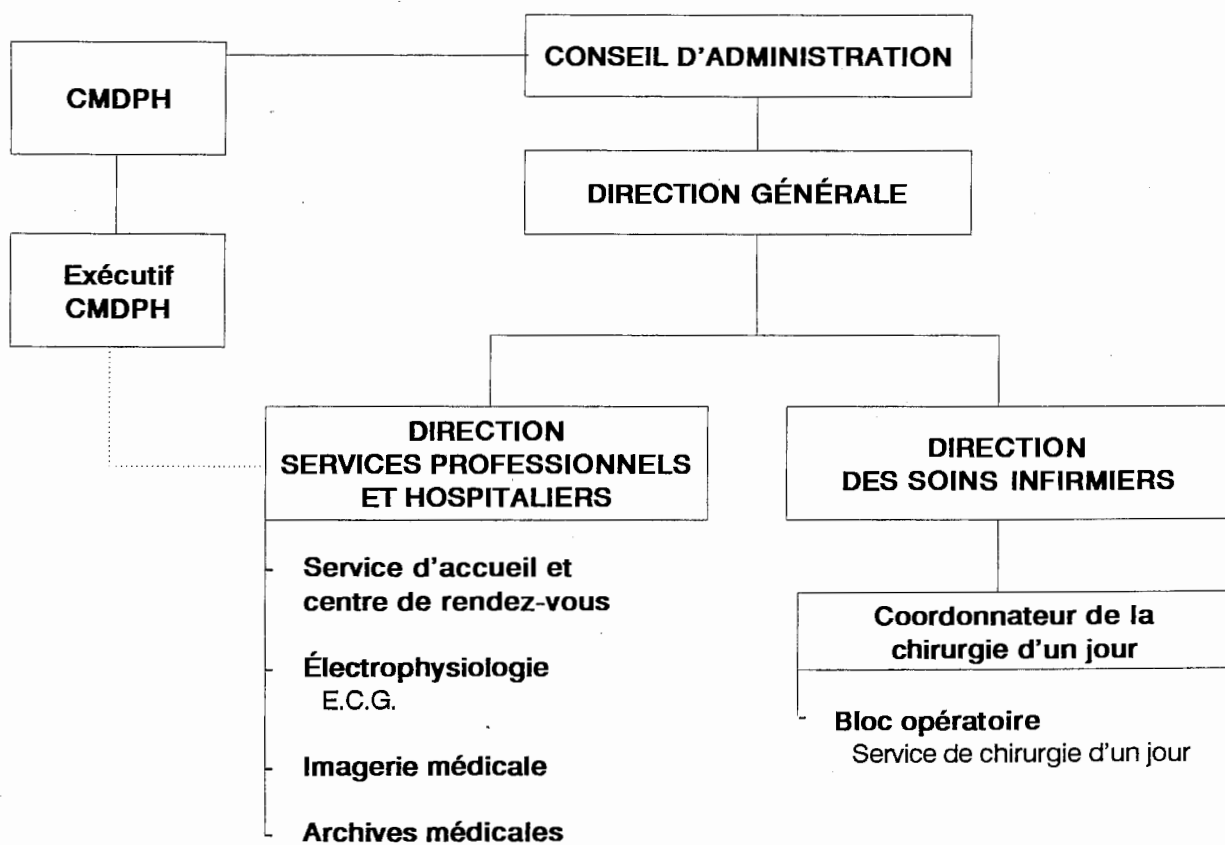 CONSEIL D'ADMINISTRATION
CMDPH
DIRECTION GÉNÉRALE
Exécutif
CMDPH
DIRECTION
SERVICES PROFESSIONNELS
ET HOSPITALIERS
DIRECTION
DES SOINS INFIRMIERS
Service d'accueil et
centre de rendez-vous
Électrophysiologie
E.C.G.
Imagerie médicale
Archives médicales
Coordonnateur de la
chirurgie d'un jour
Bloc opératoire
Service de chirurgie d'un jour